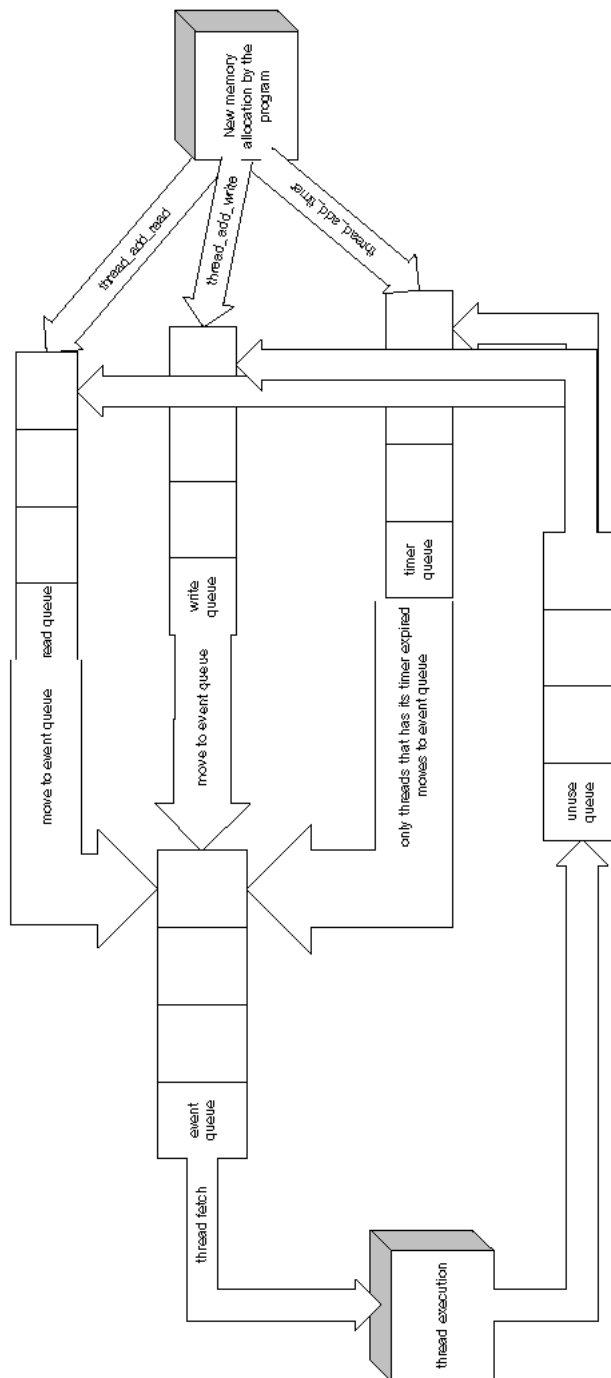 New memory
allocation by the
program
thread_add_read
thread_add_write
thread_add_timer
read queue
write
queue
timer
queue
move to event queue
move to event queue
only threads that has its timer expired
moves to event queue
unuse
queue
event
queue
thread fetch
thread execution